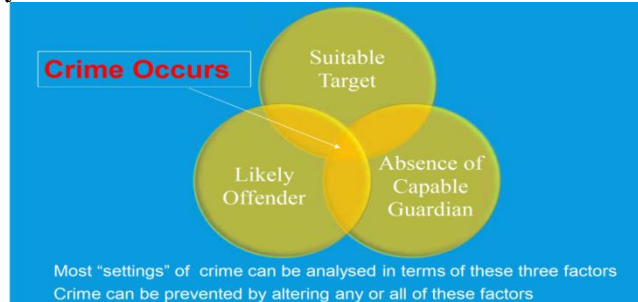 Suitable
Target
Crime Occurs
Likely
Offender
Absence of
Capable
Guardian
Most “settings” of crime can be analysed in terms of these three factors
Crime can be prevented by altering any or all of these factors